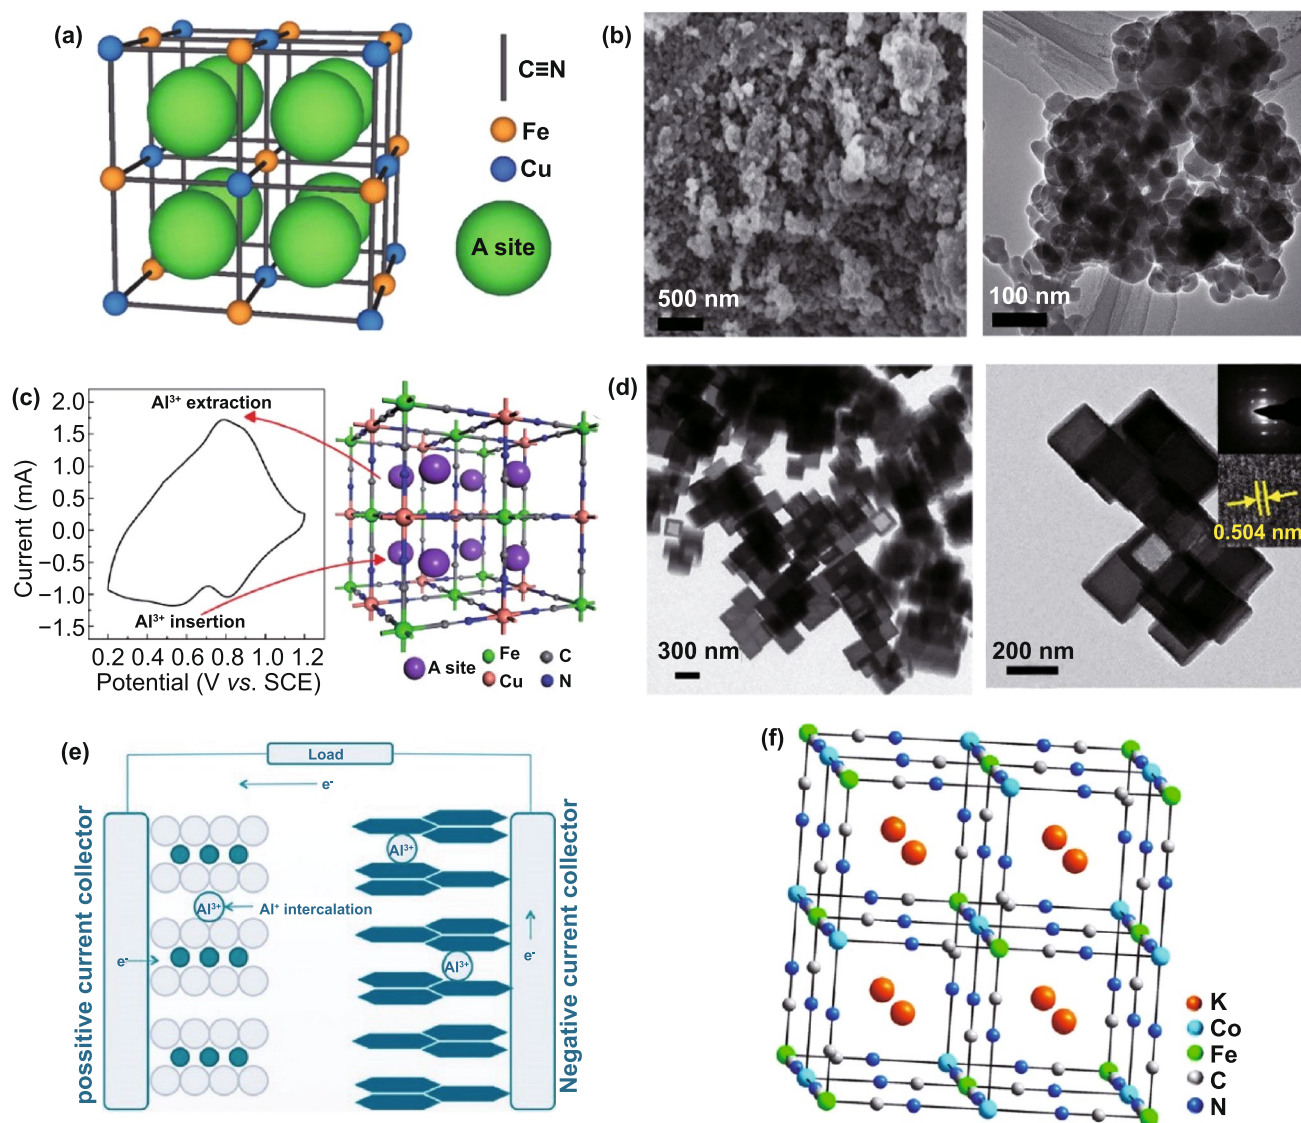 (a)
C≡N
Fe
Cu
A site
(b)
500 nm
100 nm
(c)
2.0
1.5
1.0
0.5
0.0
−0.5
−1.0
−1.5
Current (mA)
Al³⁺ extraction
Al³⁺ insertion
0.2 0.4 0.6 0.8 1.0 1.2
Potential (V vs. SCE)
A site
Fe
Cu
C
N
(d)
300 nm
200 nm
0.504 nm
(e)
Load
e⁻
possitive current collector
e⁻
Al³⁺
Al⁺ intercalation
Al³⁺
Al³⁺
e⁻
Negative current collector
(f)
K
Co
Fe
C
N